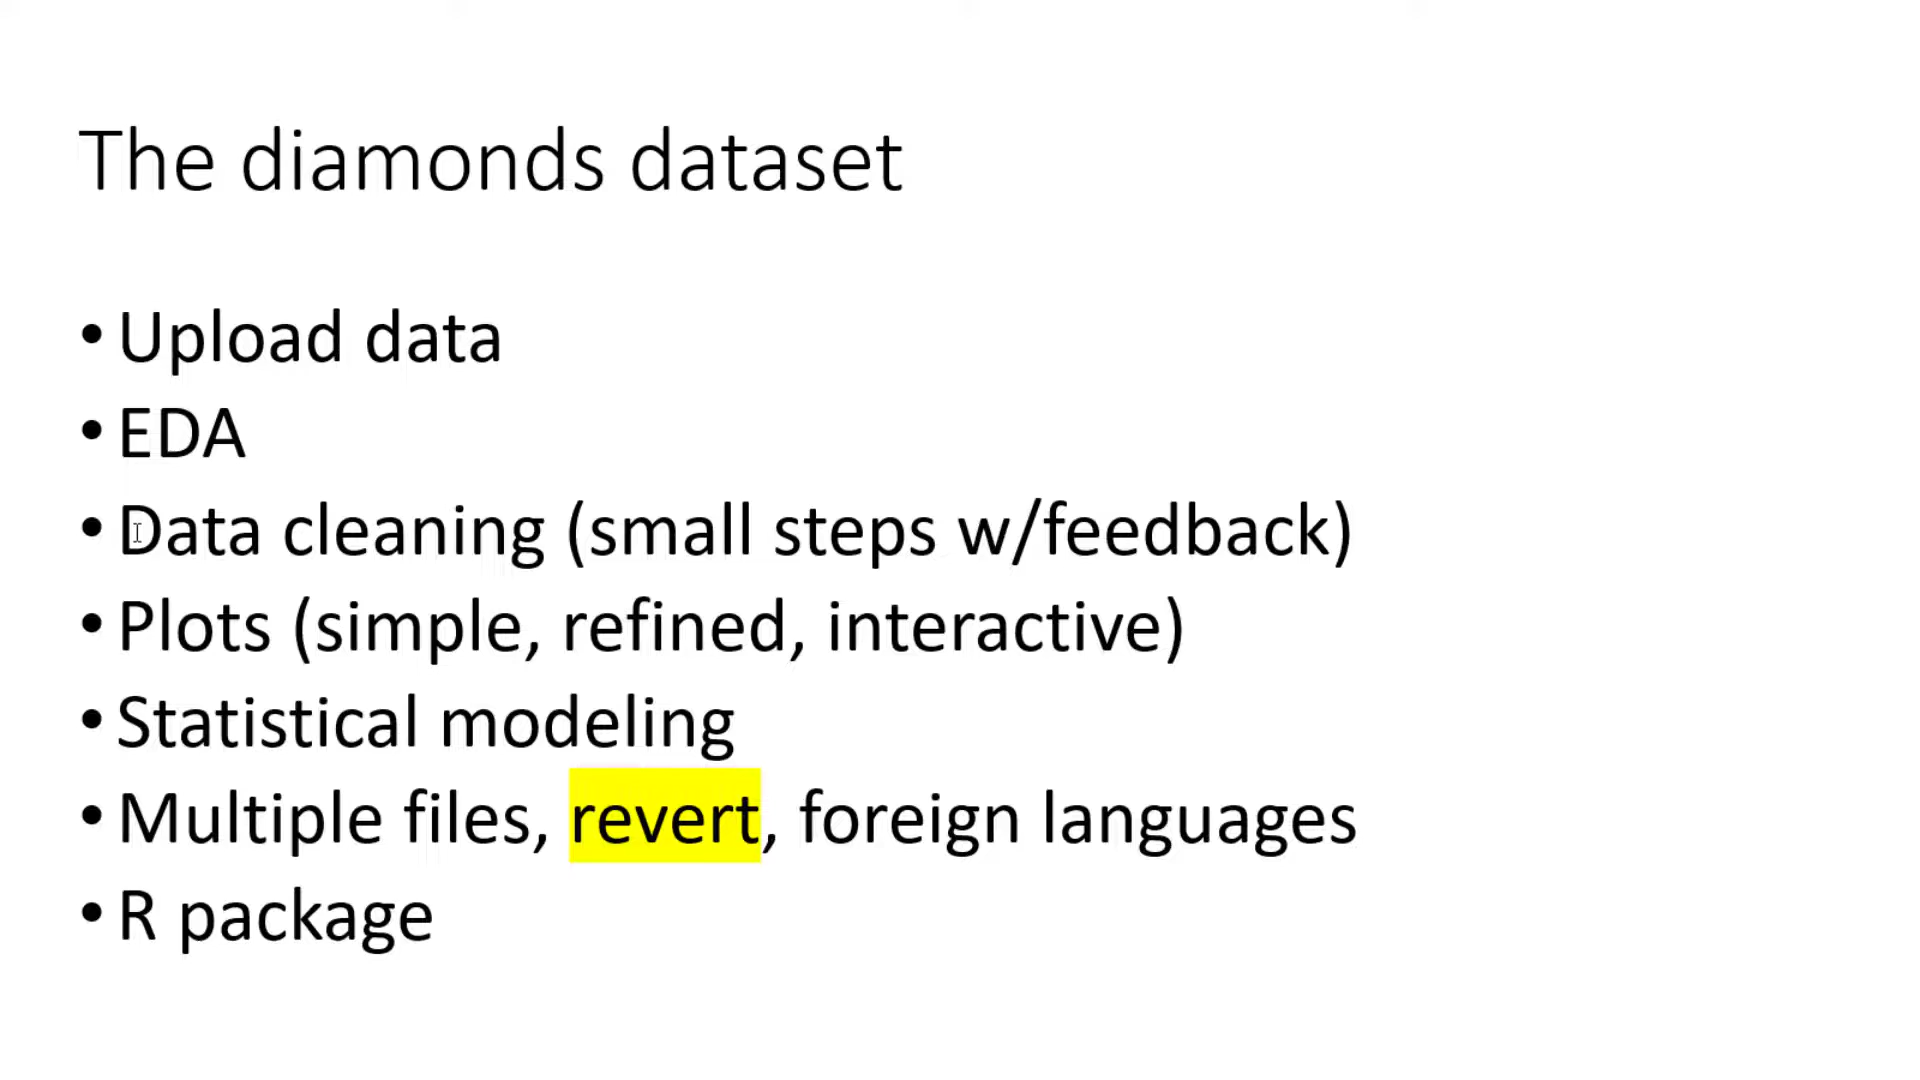 The diamonds dataset
• Upload data
• EDA
• Data cleaning (small steps w/feedback)
• Plots (simple, refined, interactive)
• Statistical modeling
• Multiple files, revert, foreign languages
• R package